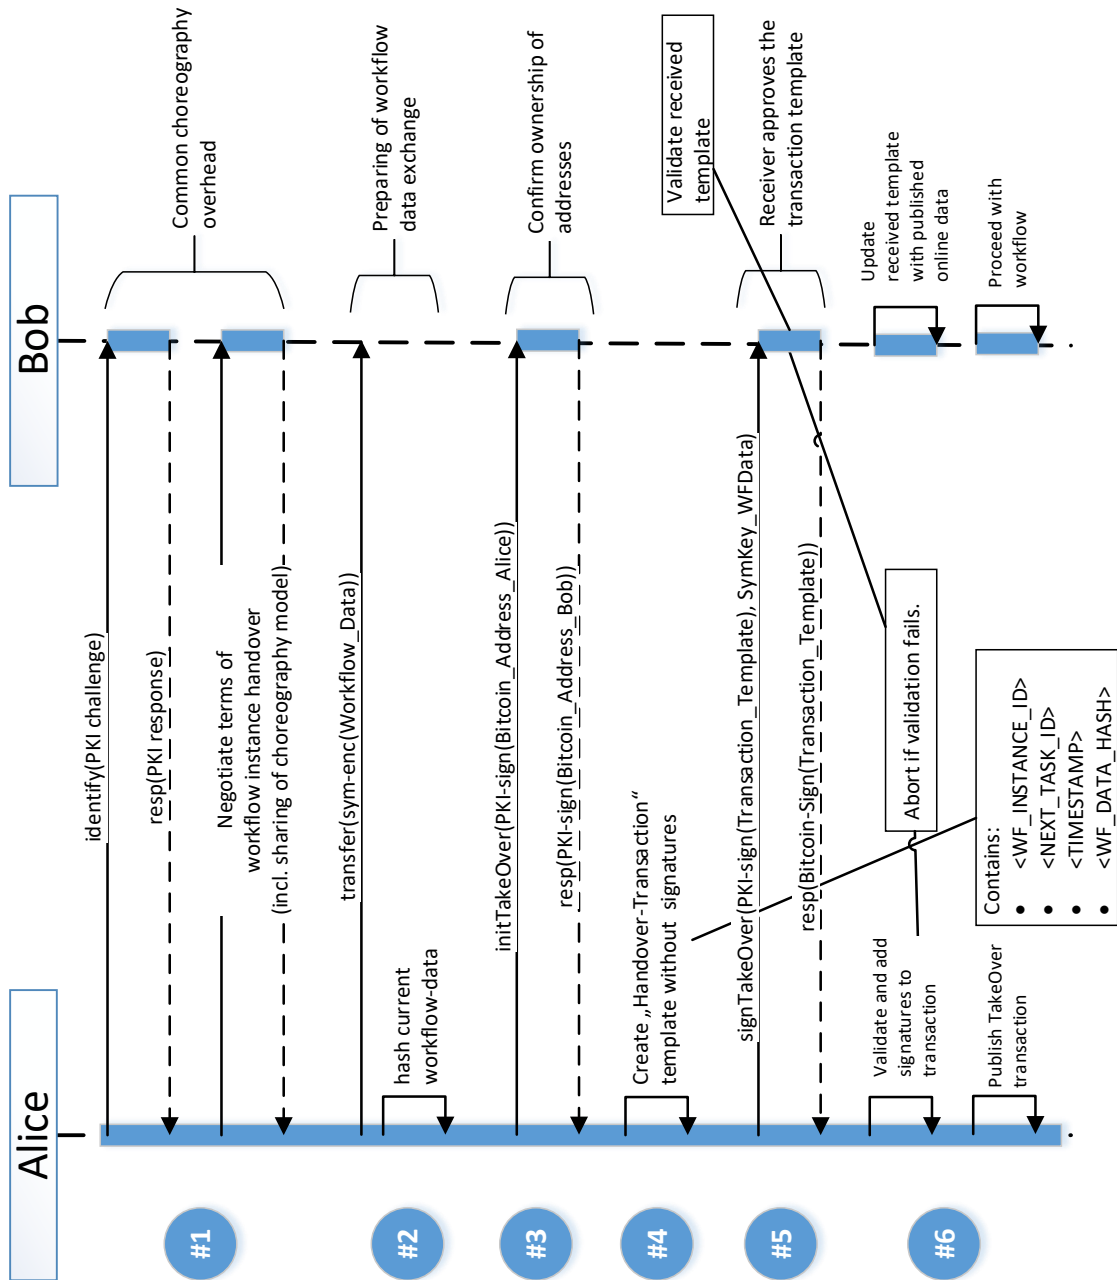 Alice
Bob
#1
identify(PKI challenge)
resp(PKI response)
Negotiate terms of
workflow instance handover
(incl. sharing of choreography model)
Common choreography
overhead
#2
transfer(sym-enc(Workflow_Data))
hash current
workflow-data
Preparing of workflow
data exchange
#3
initTakeOver(PKI-sign(Bitcoin_Address_Alice))
resp(PKI-sign(Bitcoin_Address_Bob))
Confirm ownership of
addresses
#4
Create „Handover-Transaction“
template without signatures
Validate received
template
#5
signTakeOver(PKI-sign(Transaction_Template), SymKey_WFData)
resp(Bitcoin-Sign(Transaction_Template))
Receiver approves the
transaction template
#6
Validate and add
signatures to
transaction
Abort if validation fails.
Update
received template
with published
online data
Publish TakeOver
transaction
Contains:
• <WF_INSTANCE_ID>
• <NEXT_TASK_ID>
• <TIMESTAMP>
• <WF_DATA_HASH>
Proceed with
workflow